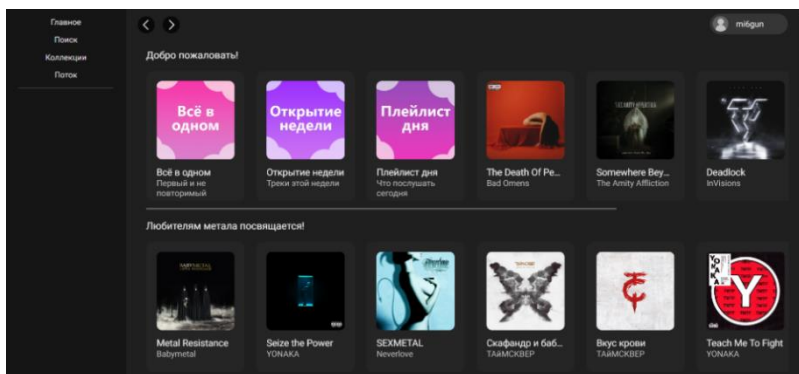 Главное
Поиск
Коллекции
Поток
mi6gun
Добро пожаловать!
Всё в
одном
Открытие
недели
Плейлист
дня
Всё в одном
Первый и не
повторимый
Открытие недели
Треки этой недели
Плейлист дня
Что послушать
сегодня
The Death Of Pe...
Bad Omens
Somewhere Bey...
The Amity Affliction
Deadlock
InVisions
Любителям метала посвящается!
BABYMETAL
YONAKA
Y
Metal Resistance
Babymetal
Seize the Power
YONAKA
SEXMETAL
Neverlove
Скафандр и баб...
ТАйМСКВЕР
Вкус крови
ТАйМСКВЕР
Teach Me To Fight
YONAKA